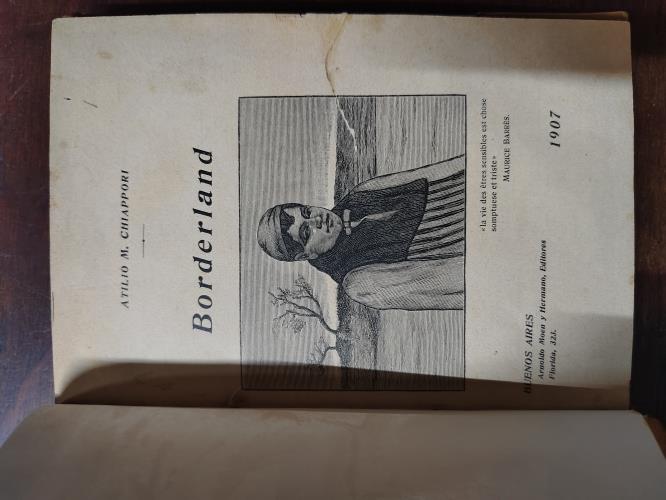 ATILIO M. CHIAPPORI
Borderland
«la vie des êtres sensibles est chose
somptuese et triste»
MAURICE BARRÈS.
BUENOS AIRES
Arnoldo Moen y Hermano, Editores
Florida, 323.
1907